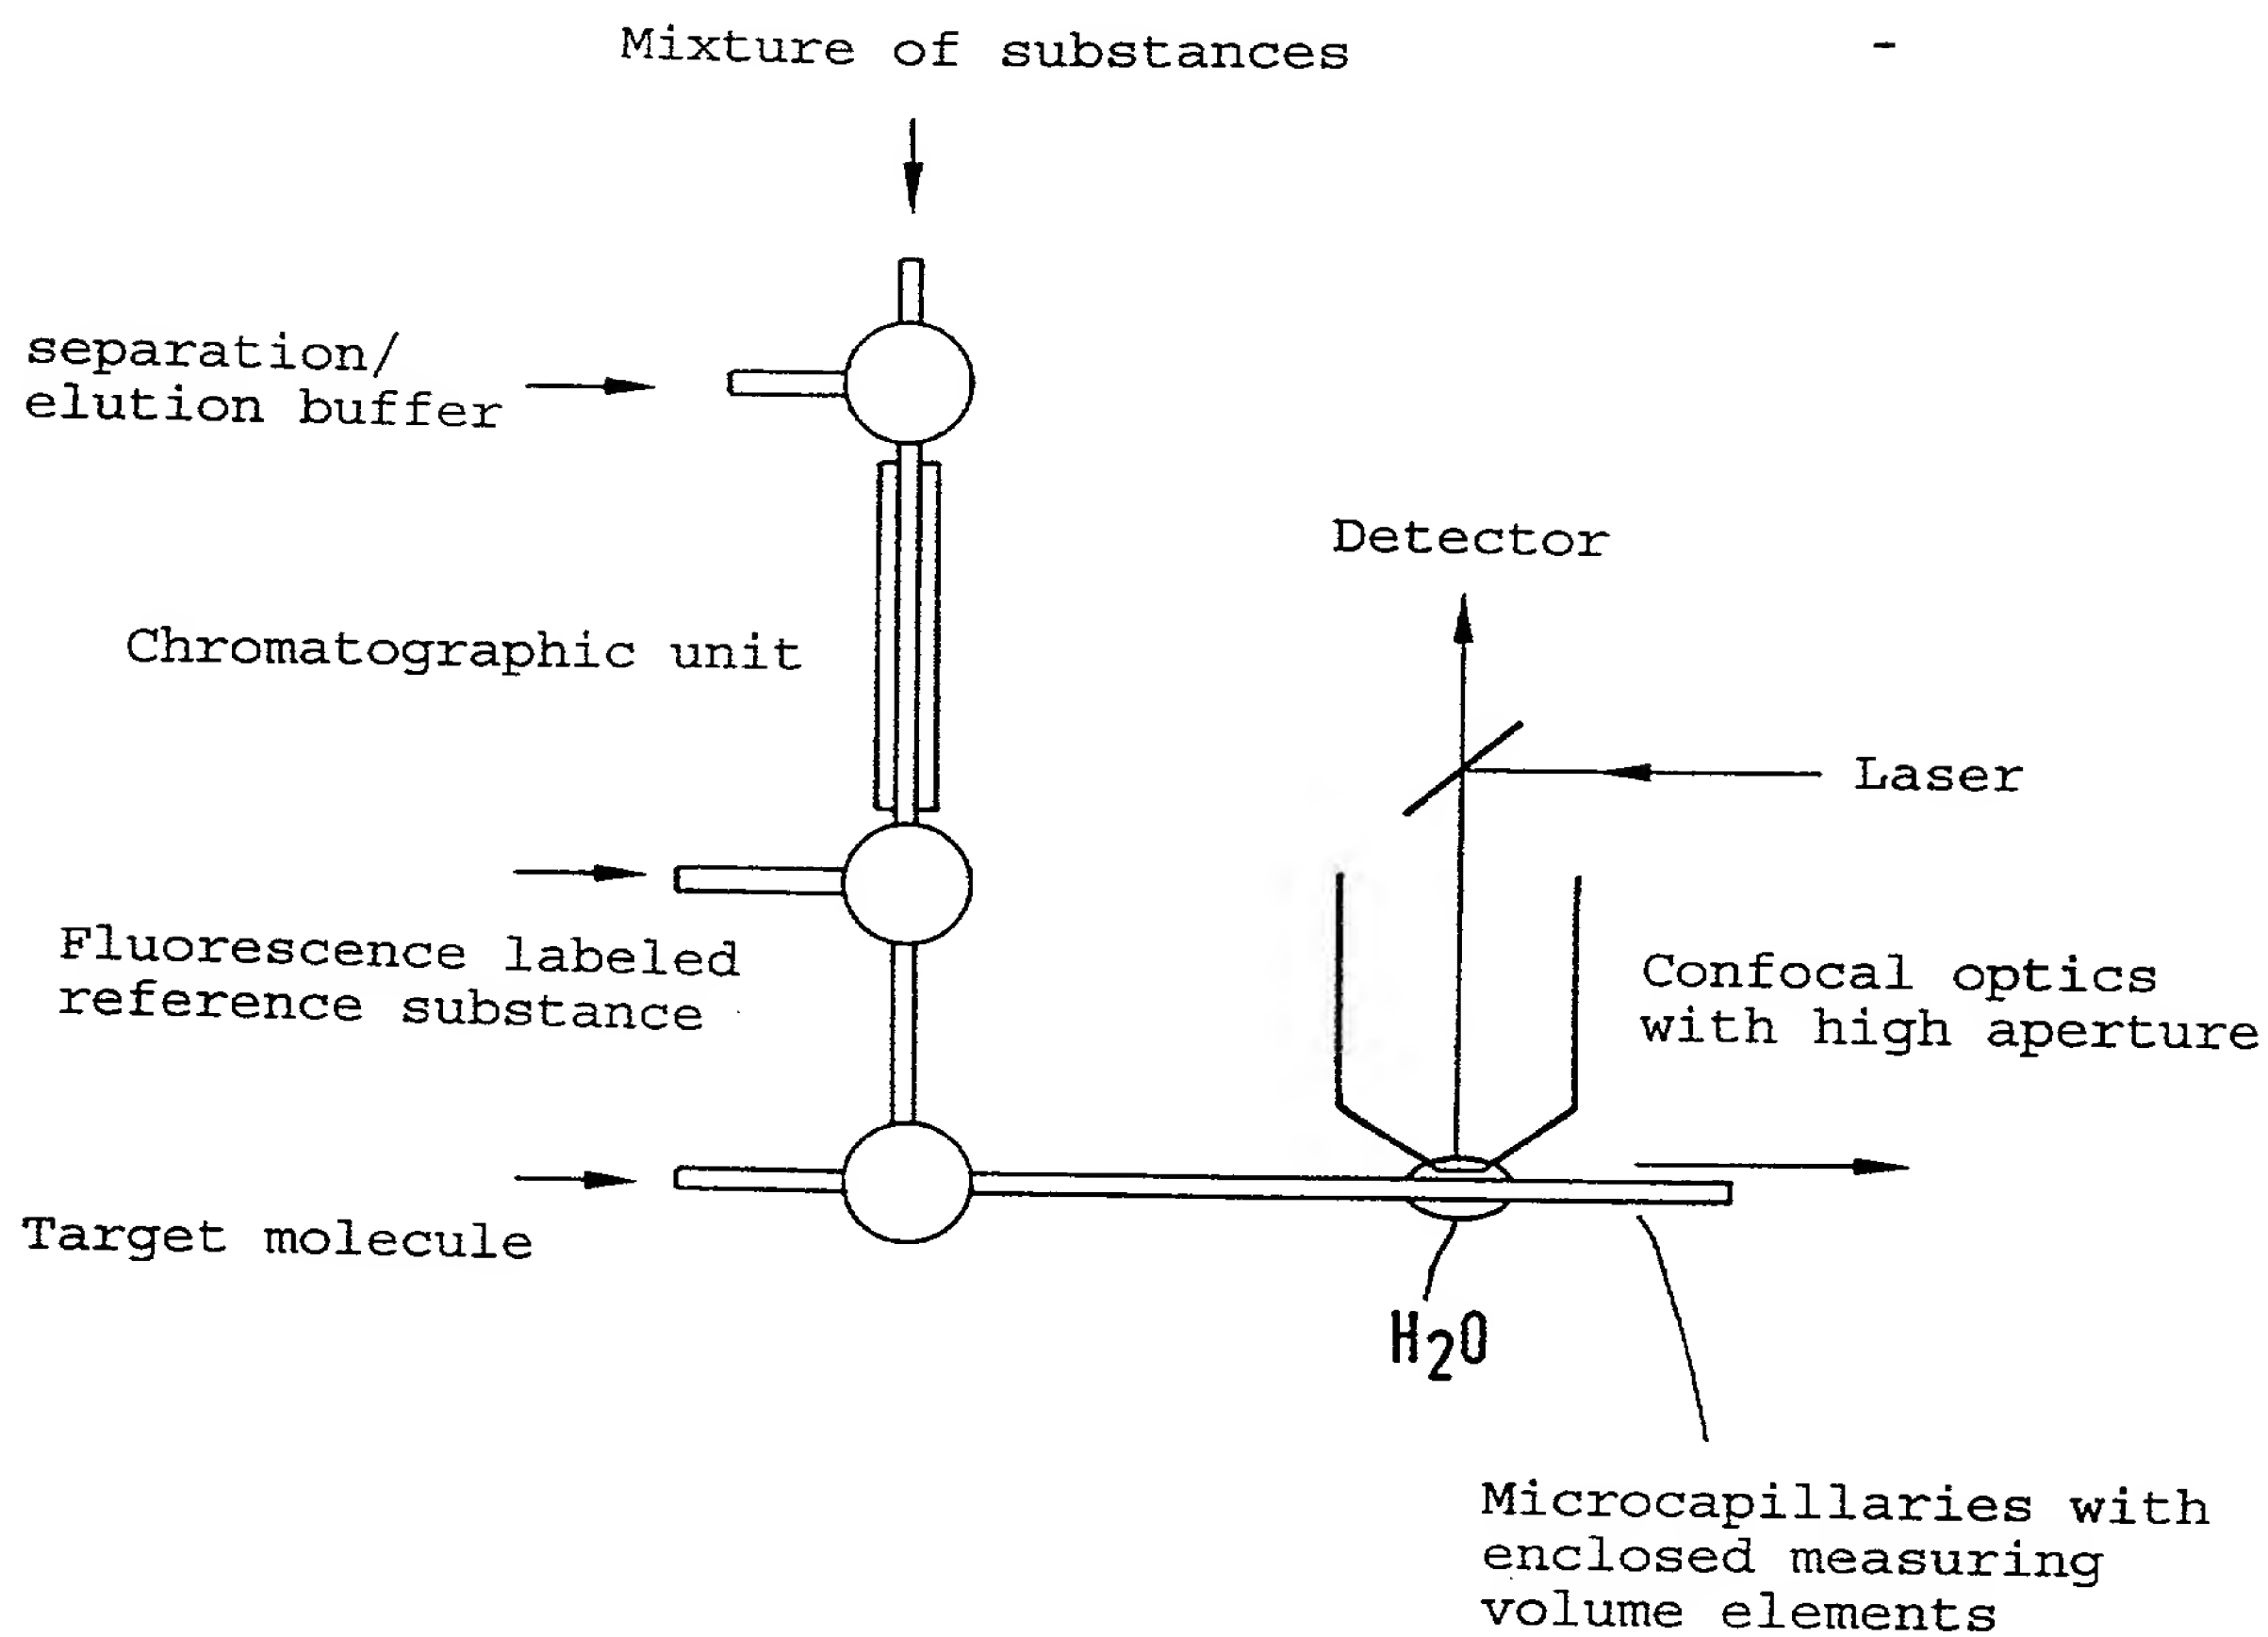 Mixture of substances
separation/
elution buffer
Detector
Chromatographic unit
Laser
Fluorescence labeled
reference substance
Confocal optics
with high aperture
Target molecule
H2O
Microcapillaries with
enclosed measuring
volume elements